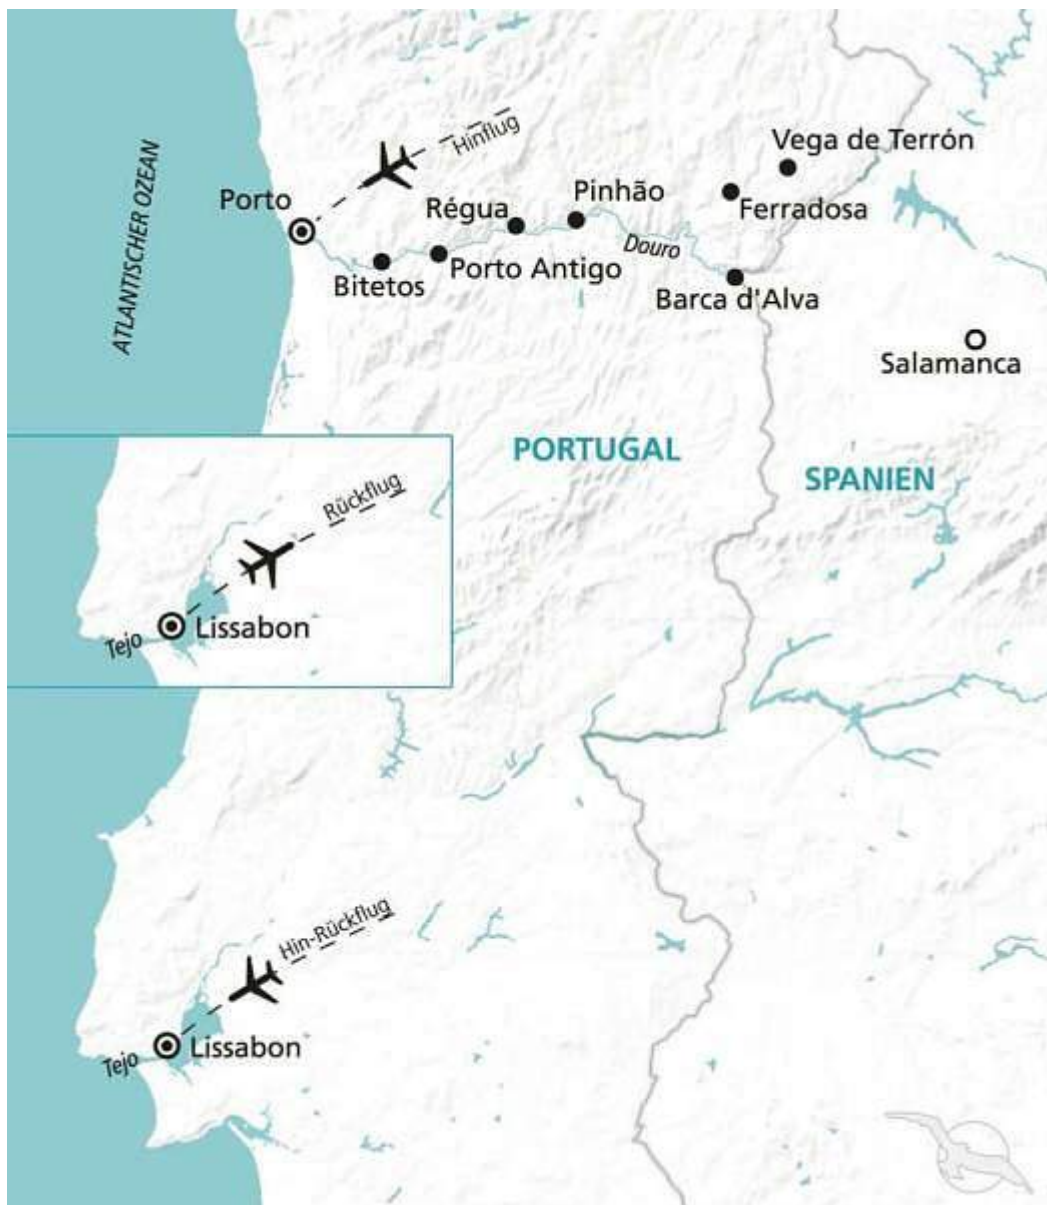 Hinflug
Vega de Terrón
ATLANTISCHER OZEAN
Porto
Régua
Pinhão
Ferradosa
Douro
Bitetos
Porto Antigo
Barca d'Alva
Salamanca
PORTUGAL
SPANIEN
Rückflug
Tejo
Lissabon
Hin-Rückflug
Tejo
Lissabon